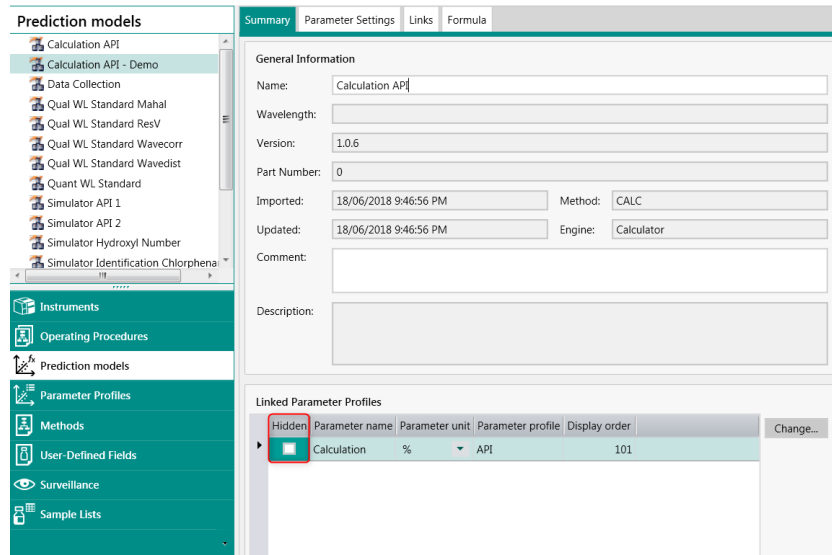 Prediction models
Calculation API
Calculation API - Demo
Data Collection
Qual WL Standard Mahal
Qual WL Standard ResV
Qual WL Standard Wavecorr
Qual WL Standard Wavedist
Quant WL Standard
Simulator API 1
Simulator API 2
Simulator Hydroxyl Number
Simulator Identification Chlorphena
Instruments
Operating Procedures
Prediction models
Parameter Profiles
Methods
User-Defined Fields
Surveillance
Sample Lists
Summary Parameter Settings Links Formula
General Information
Name: Calculation API
Wavelength:
Version: 1.0.6
Part Number: 0
Imported: 18/06/2018 9:46:56 PM Method: CALC
Updated: 18/06/2018 9:46:56 PM Engine: Calculator
Comment:
Description:
Linked Parameter Profiles
Hidden Parameter name Parameter unit Parameter profile Display order
Calculation % API 101
Change...